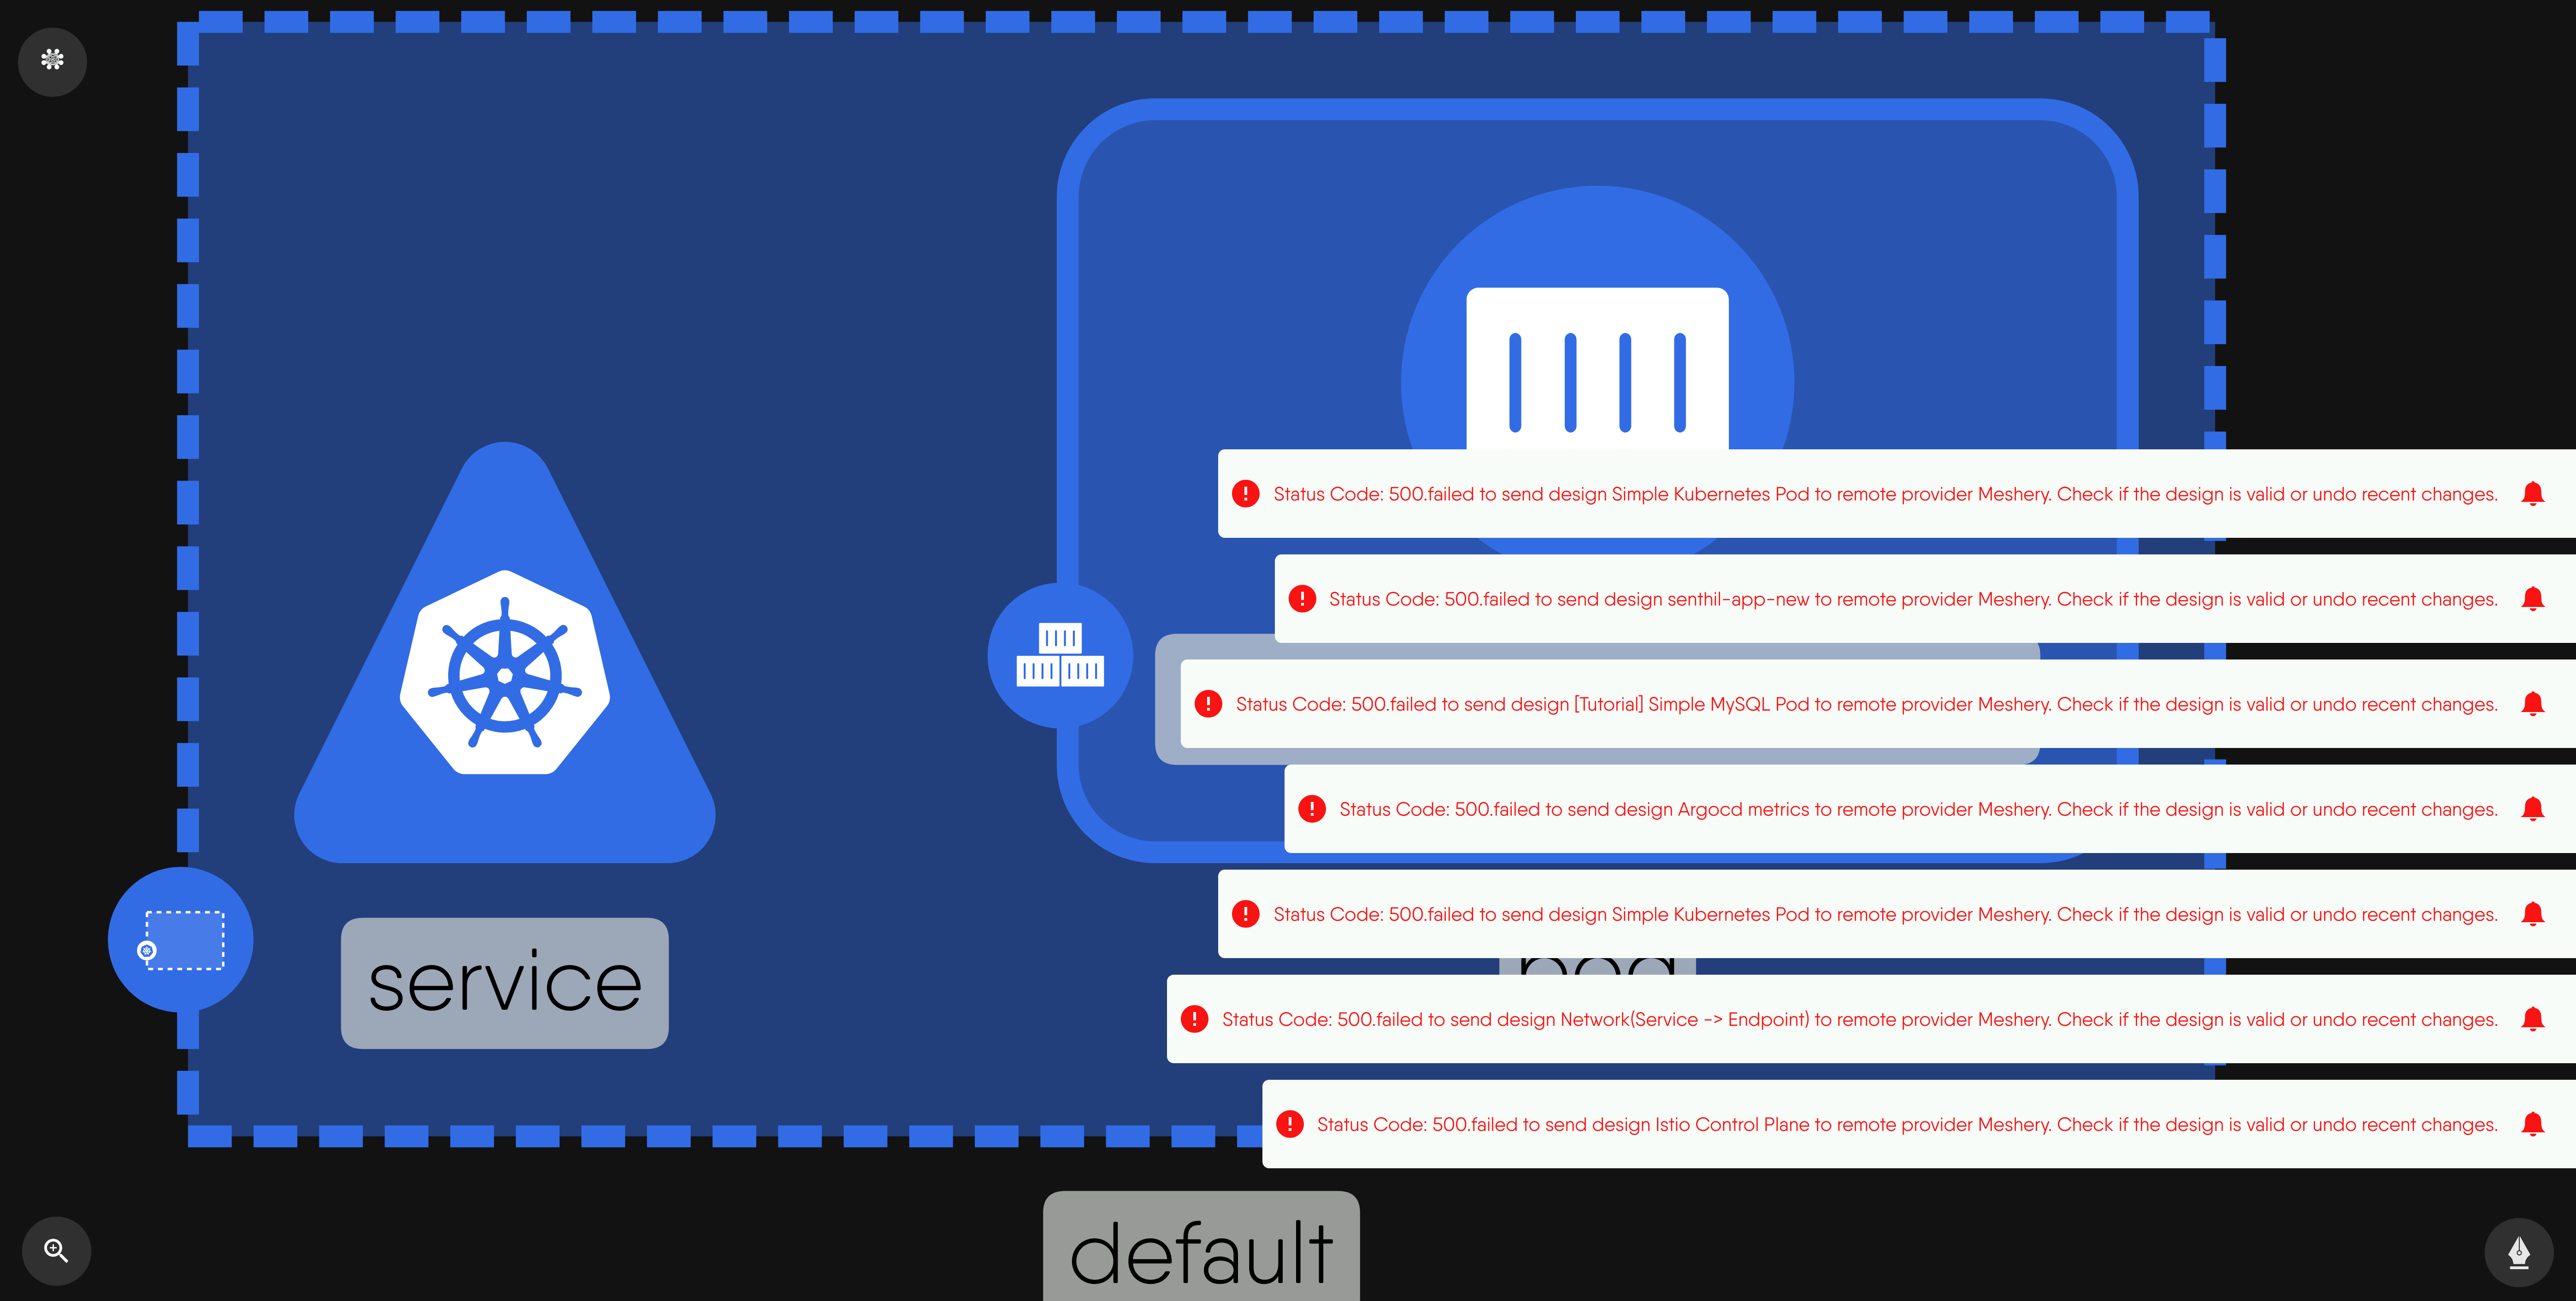 Status Code: 500.failed to send design Simple Kubernetes Pod to remote provider Meshery. Check if the design is valid or undo recent changes.
Status Code: 500.failed to send design senthil-app-new to remote provider Meshery. Check if the design is valid or undo recent changes.
Status Code: 500.failed to send design [Tutorial] Simple MySQL Pod to remote provider Meshery. Check if the design is valid or undo recent changes.
Status Code: 500.failed to send design Argocd metrics to remote provider Meshery. Check if the design is valid or undo recent changes.
Status Code: 500.failed to send design Simple Kubernetes Pod to remote provider Meshery. Check if the design is valid or undo recent changes.
service
Status Code: 500.failed to send design Network(Service -> Endpoint) to remote provider Meshery. Check if the design is valid or undo recent changes.
Status Code: 500.failed to send design Istio Control Plane to remote provider Meshery. Check if the design is valid or undo recent changes.
default